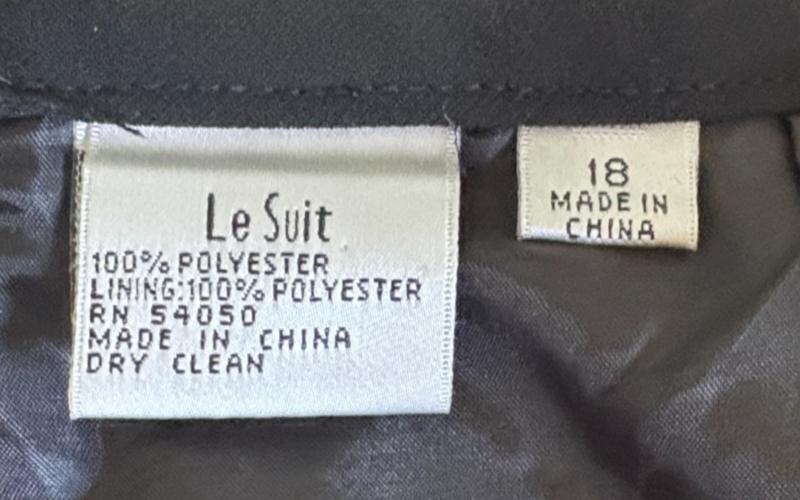 Le Suit
100% POLYESTER
LINING:100% POLYESTER
RN 54050
MADE IN CHINA
DRY CLEAN
18
MADE IN
CHINA